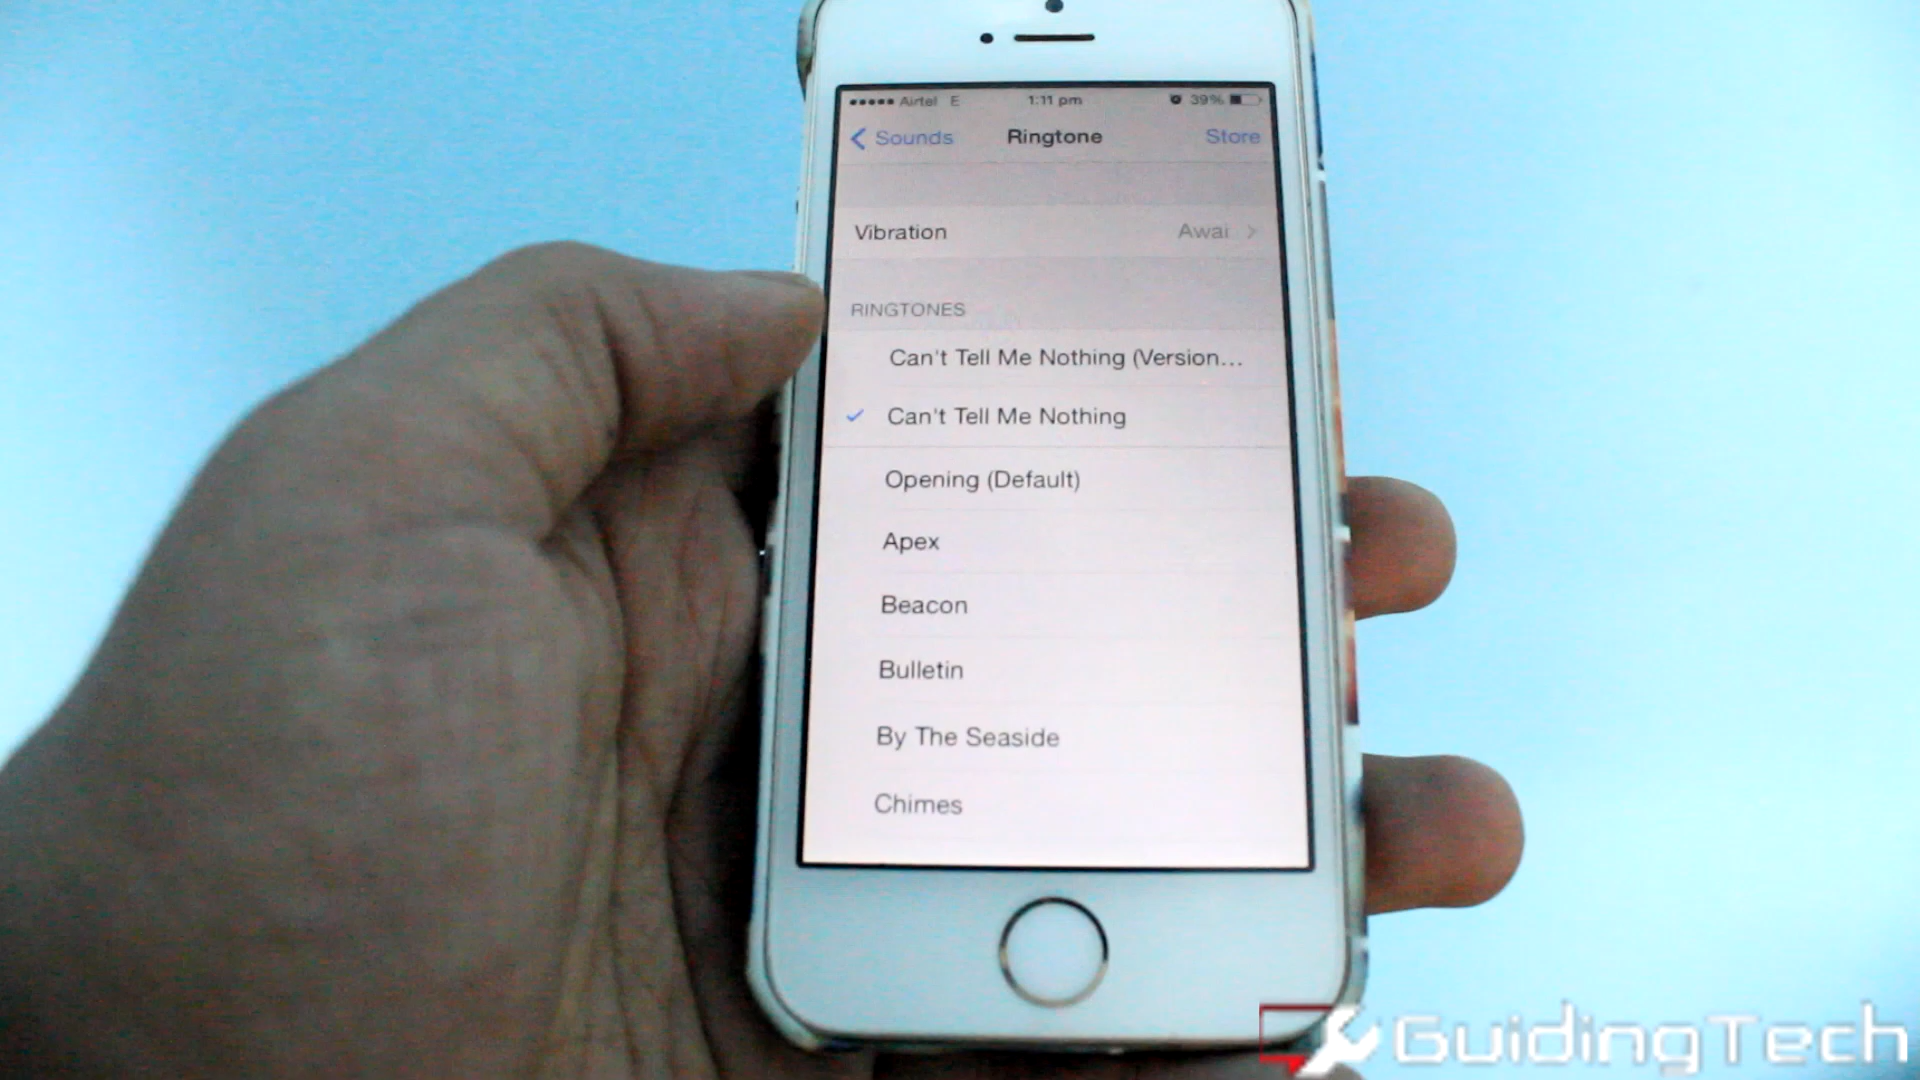 Airtel E 1:11 pm 39%
Sounds Ringtone Store
Vibration Awai
RINGTONES
Can't Tell Me Nothing (Version...
Can't Tell Me Nothing
Opening (Default)
Apex
Beacon
Bulletin
By The Seaside
Chimes
GuidingTech